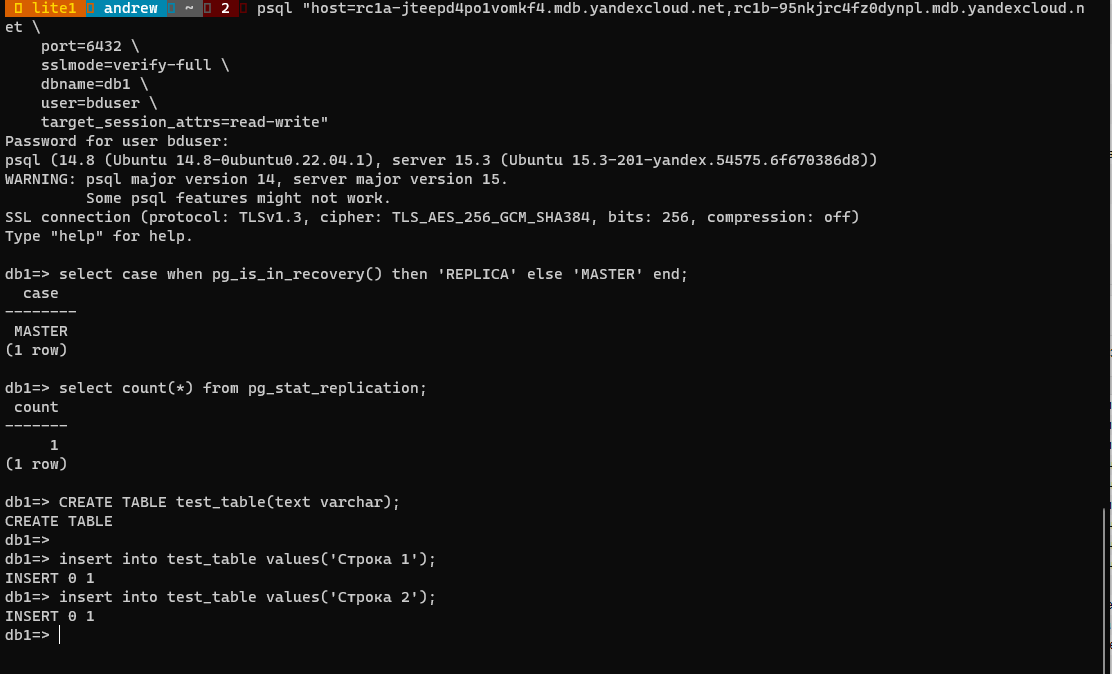 lite1 andrew ~ 2 psql "host=rc1a-jteepd4po1vomkf4.mdb.yandexcloud.net,rc1b-95nkjrc4fz0dynpl.mdb.yandexcloud.n
et \
    port=6432 \
    sslmode=verify-full \
    dbname=db1 \
    user=bduser \
    target_session_attrs=read-write"
Password for user bduser:
psql (14.8 (Ubuntu 14.8-0ubuntu0.22.04.1), server 15.3 (Ubuntu 15.3-201-yandex.54575.6f670386d8))
WARNING: psql major version 14, server major version 15.
         Some psql features might not work.
SSL connection (protocol: TLSv1.3, cipher: TLS_AES_256_GCM_SHA384, bits: 256, compression: off)
Type "help" for help.

db1=> select case when pg_is_in_recovery() then 'REPLICA' else 'MASTER' end;
  case
--------
 MASTER
(1 row)

db1=> select count(*) from pg_stat_replication;
 count
-------
     1
(1 row)

db1=> CREATE TABLE test_table(text varchar);
CREATE TABLE
db1=>
db1=> insert into test_table values('Строка 1');
INSERT 0 1
db1=> insert into test_table values('Строка 2');
INSERT 0 1
db1=>